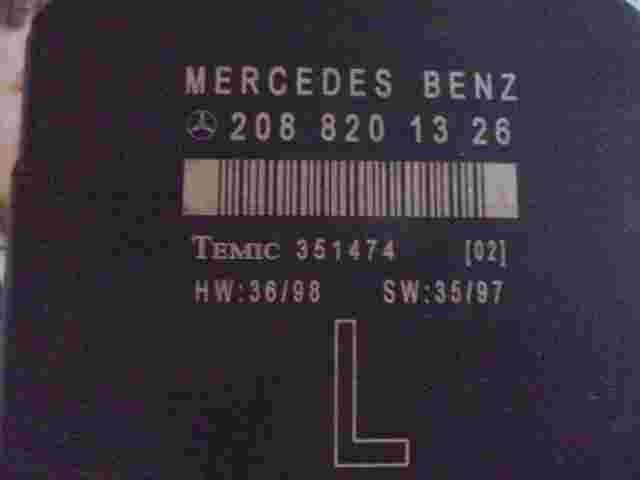 MERCEDES BENZ
208 820 13 26
TEMIC 351474 [02]
HW:36/98 SW:35/97
L